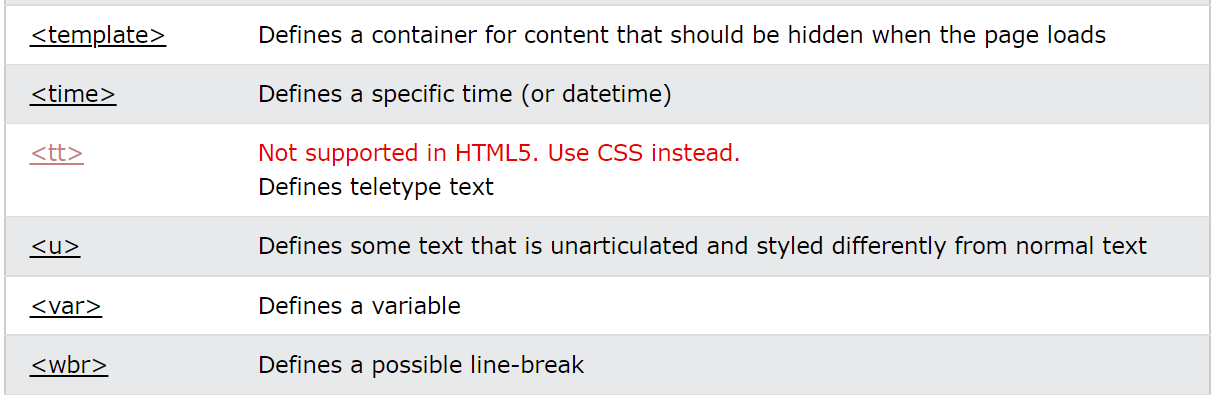 <template> Defines a container for content that should be hidden when the page loads
<time> Defines a specific time (or datetime)
<tt> Not supported in HTML5. Use CSS instead.
Defines teletype text
<u> Defines some text that is unarticulated and styled differently from normal text
<var> Defines a variable
<wbr> Defines a possible line-break